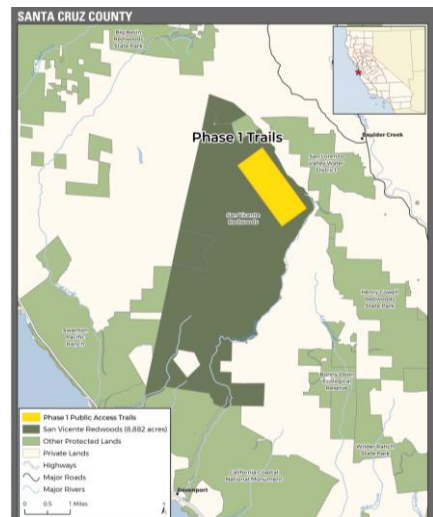 SANTA CRUZ COUNTY
Big Basin
Redwoods
State Park
Phase 1 Trails
Boulder Creek
San Lorenzo
Valley Water
District
San Vicente
Redwoods
Henry Cowell
Redwoods
State Park
Swanton
Pacific
Ranch
Bonny Doon
Ecological
Reserve
Wilder Ranch
State Park
California Coastal
National Monument
Davenport
Phase 1 Public Access Trails
San Vicente Redwoods (8,882 acres)
Other Protected Lands
Private Lands
Highways
Major Roads
Major Rivers
0 0.5 1 Miles